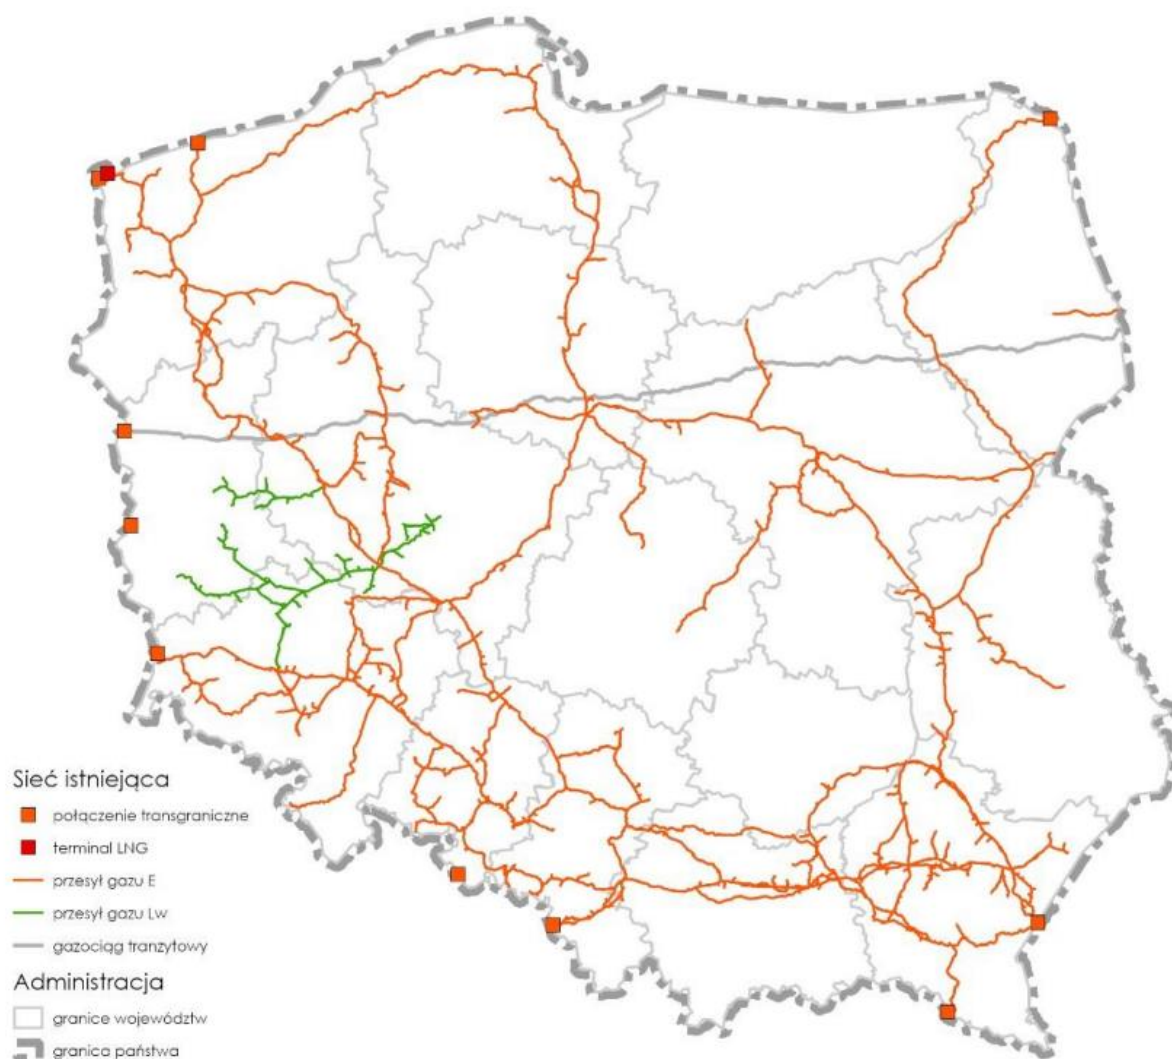 Sieć istniejąca
połączenie transgraniczne
terminal LNG
przesył gazu E
przesył gazu Lw
gazociąg tranzytowy
Administracja
granice województw
granica państwa